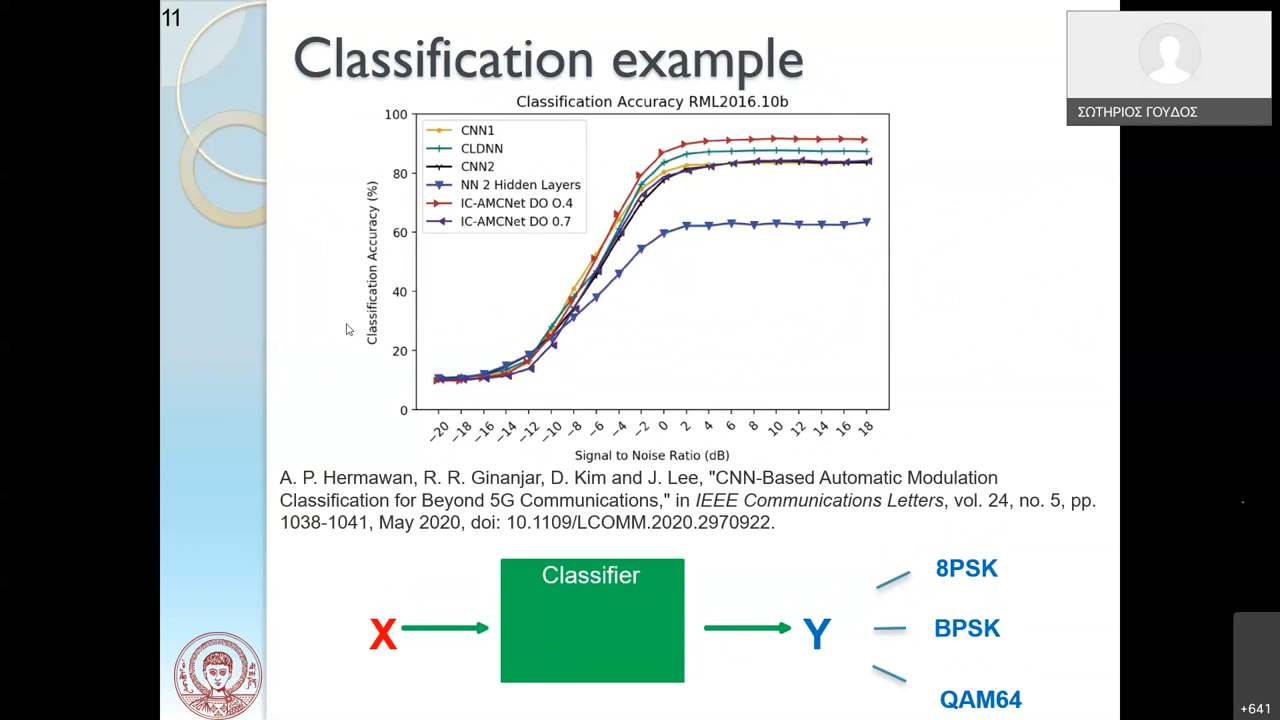 11
Classification example
ΣΩΤΗΡΙΟΣ ΓΟΥΔΟΣ
Classification Accuracy RML2016.10b
100
80
60
40
20
0
Classification Accuracy (%)
CNN1
CLDNN
CNN2
NN 2 Hidden Layers
IC-AMCNet DO O.4
IC-AMCNet DO 0.7
−20 −18 −16 −14 −12 −10 −8 −6 −4 −2 0 2 4 6 8 10 12 14 16 18
Signal to Noise Ratio (dB)
A. P. Hermawan, R. R. Ginanjar, D. Kim and J. Lee, "CNN-Based Automatic Modulation
Classification for Beyond 5G Communications," in IEEE Communications Letters, vol. 24, no. 5, pp.
1038-1041, May 2020, doi: 10.1109/LCOMM.2020.2970922.
Classifier
X
Y
8PSK
BPSK
QAM64
+641